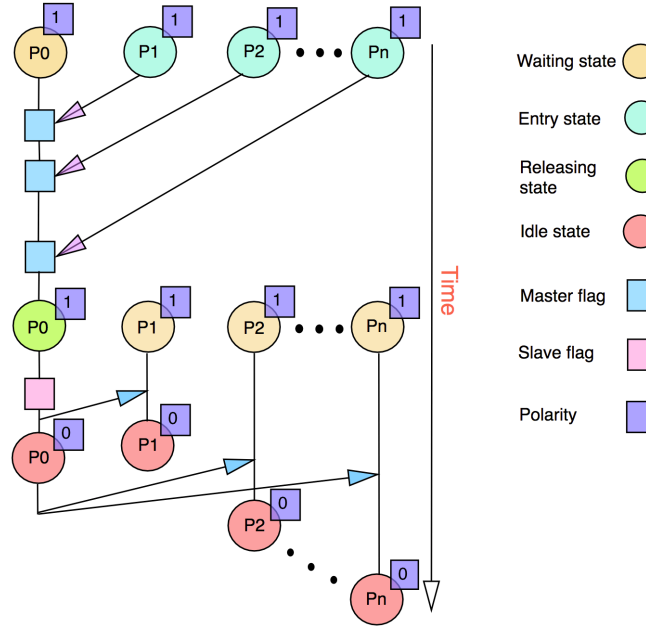 1 1 1 1
P0 P1 P2 Pn
Waiting state
Entry state
Releasing
state
Idle state
Time
1 1 1 1
P0 P1 P2 Pn
Master flag
Slave flag
Polarity
0 0
P0 P1
0
P2
0
Pn